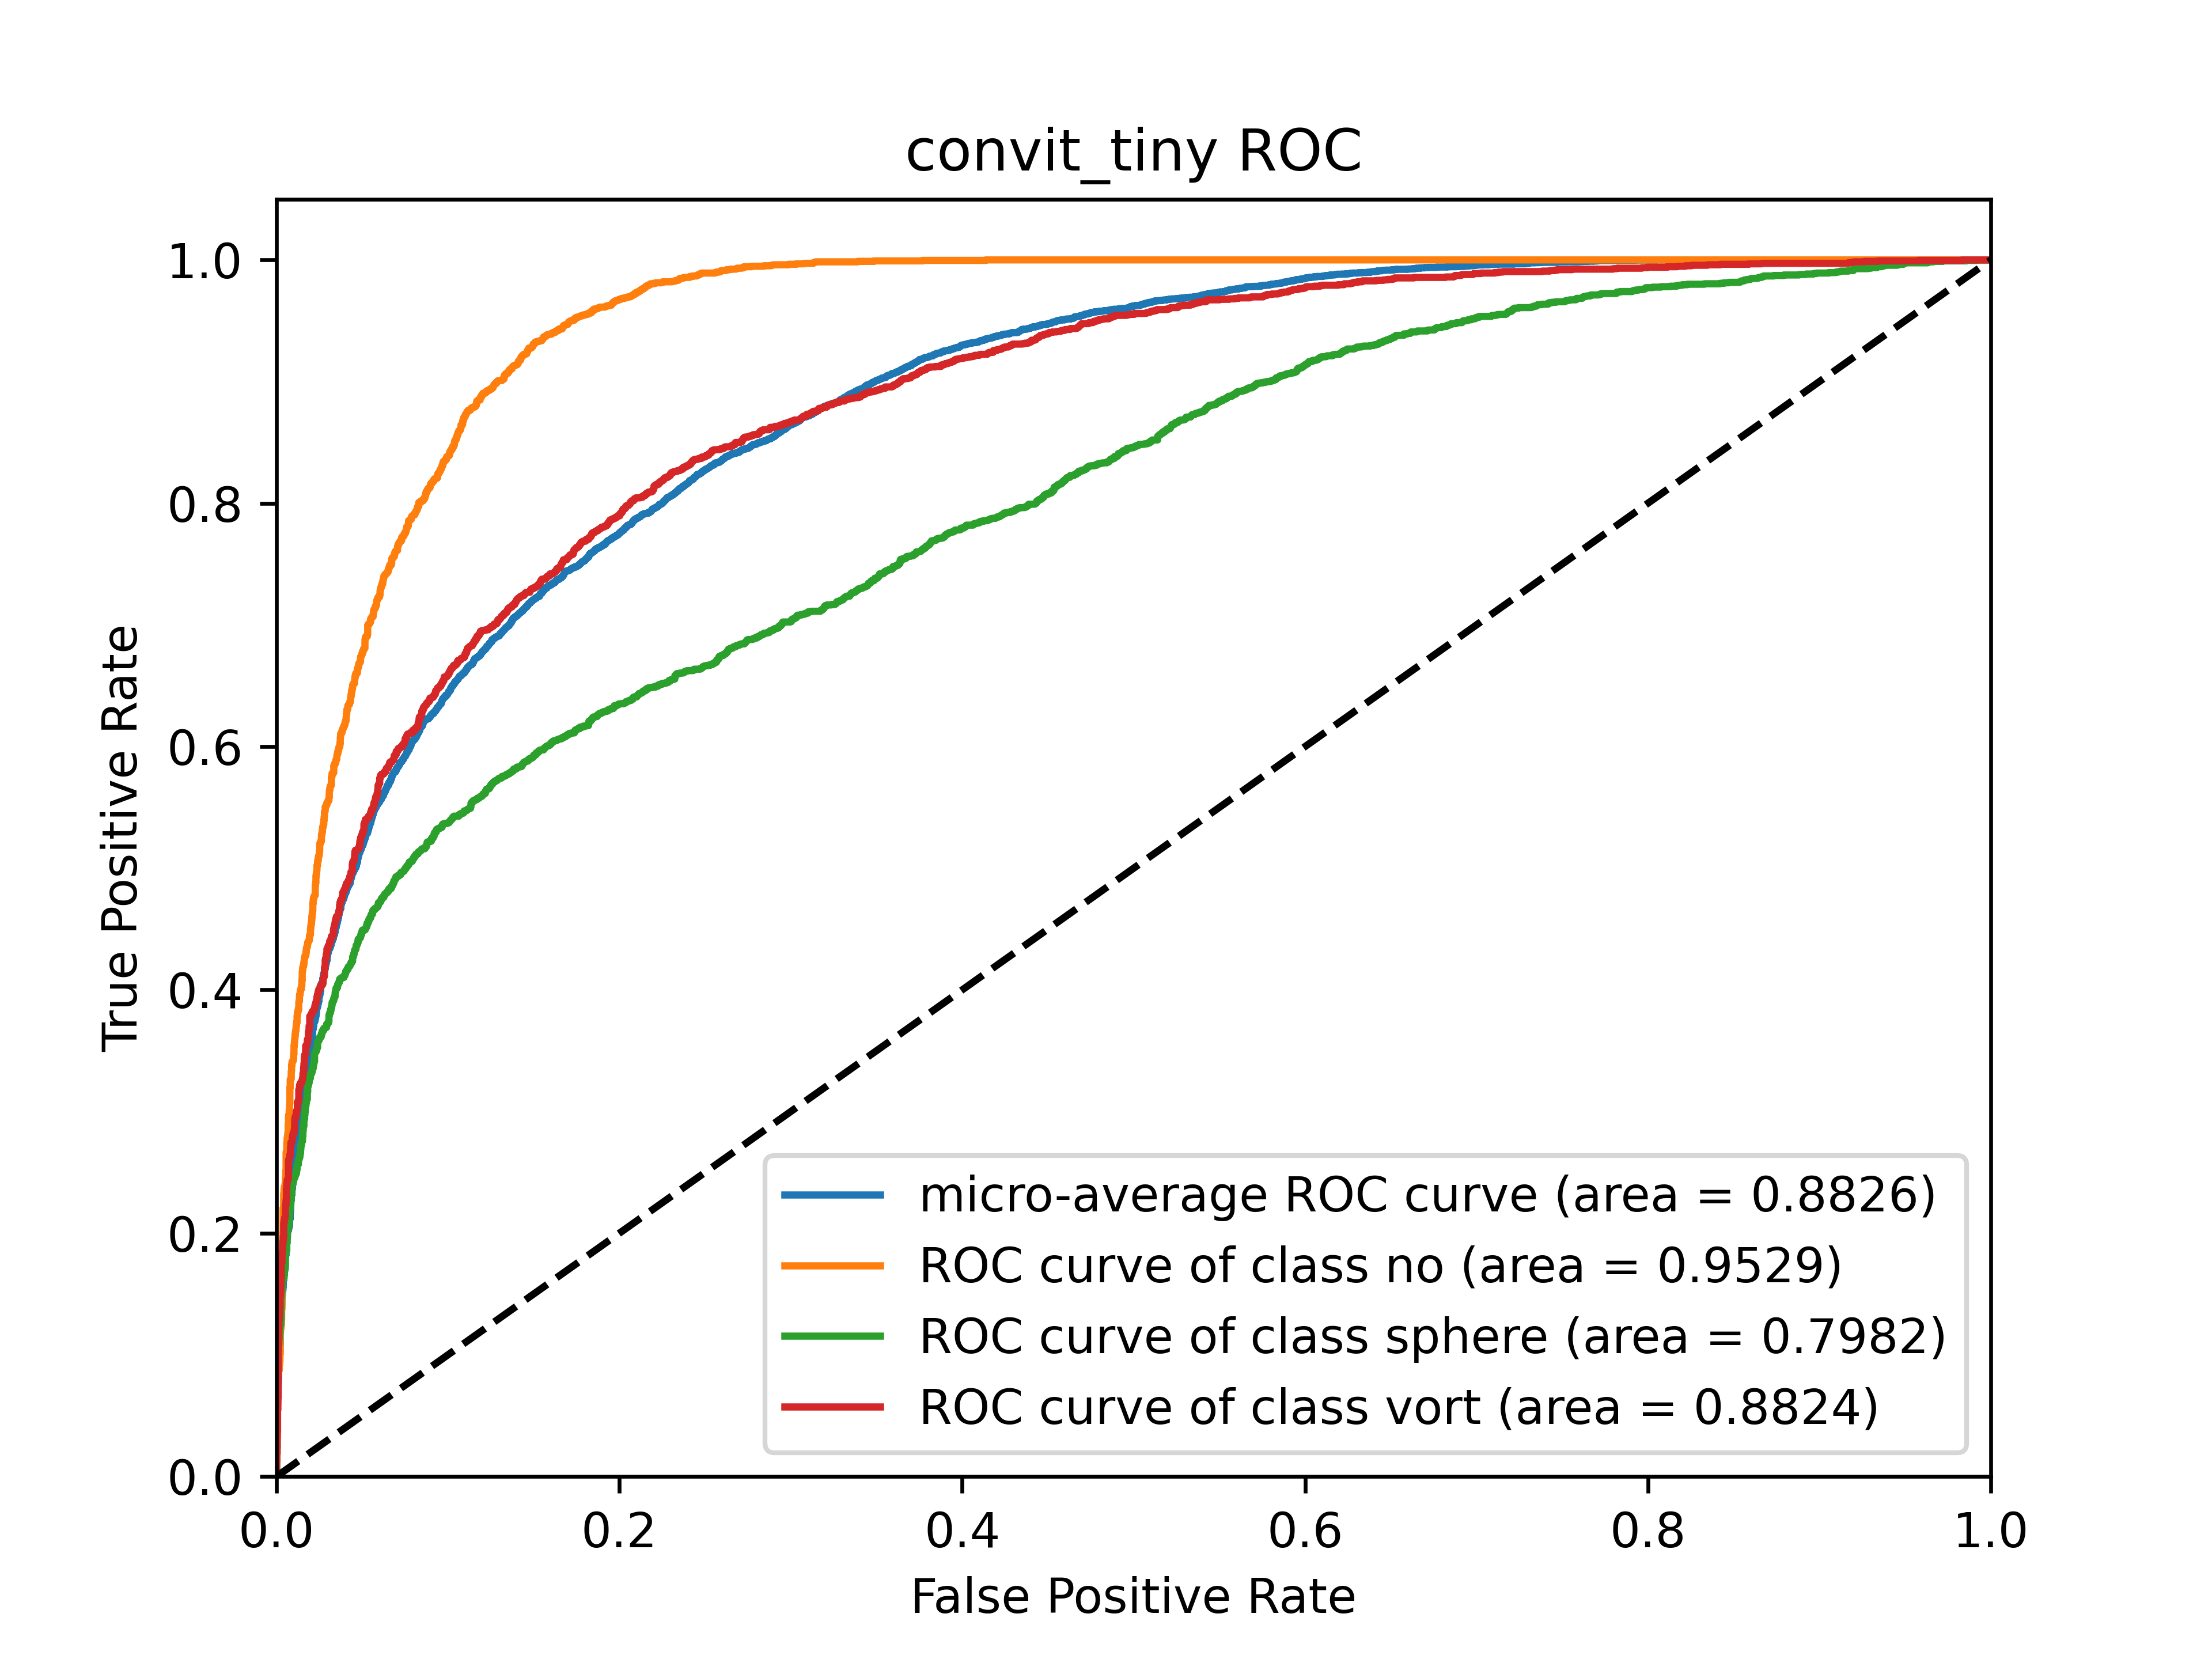 convit_tiny ROC
1.0
0.8
0.6
0.4
0.2
0.0
True Positive Rate
micro-average ROC curve (area = 0.8826)
ROC curve of class no (area = 0.9529)
ROC curve of class sphere (area = 0.7982)
ROC curve of class vort (area = 0.8824)
0.0 0.2 0.4 0.6 0.8 1.0
False Positive Rate